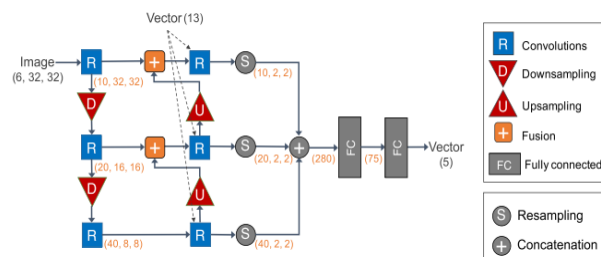 Vector (13)
Image
(6, 32, 32)
R
+
R
S
(10, 32, 32)
(10, 2, 2)
D
U
R
+
R
S
+
FC
FC
Vector
(5)
(20, 16, 16)
(20, 2, 2)
(280)
(75)
D
U
R
R
S
(40, 8, 8)
(40, 2, 2)
R Convolutions
D Downsampling
U Upsampling
+ Fusion
FC Fully connected
S Resampling
+ Concatenation